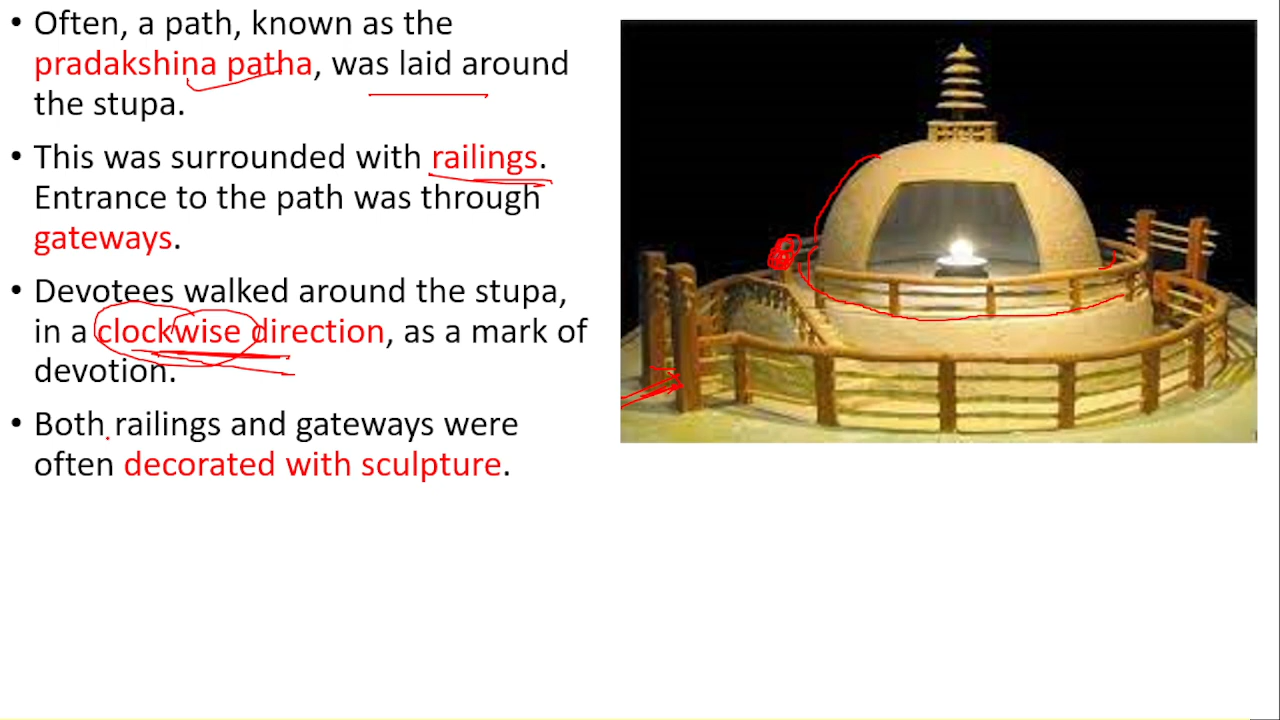 • Often, a path, known as the
pradakshina patha, was laid around
the stupa.
• This was surrounded with railings.
Entrance to the path was through
gateways.
• Devotees walked around the stupa,
in a clockwise direction, as a mark of
devotion.
• Both railings and gateways were
often decorated with sculpture.